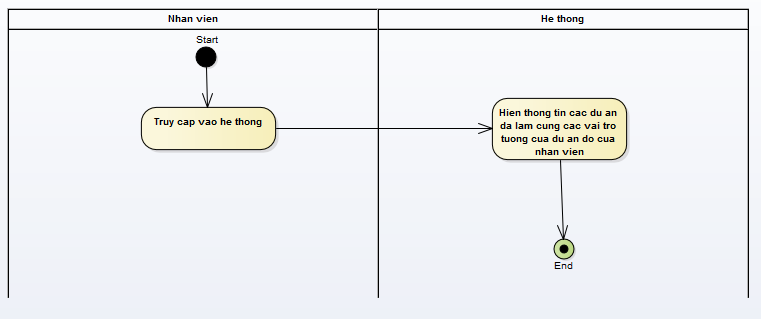 Nhan vien
He thong
Start
Truy cap vao he thong
Hien thong tin cac du an
da lam cung cac vai tro
tuong cua du an do cua
nhan vien
End